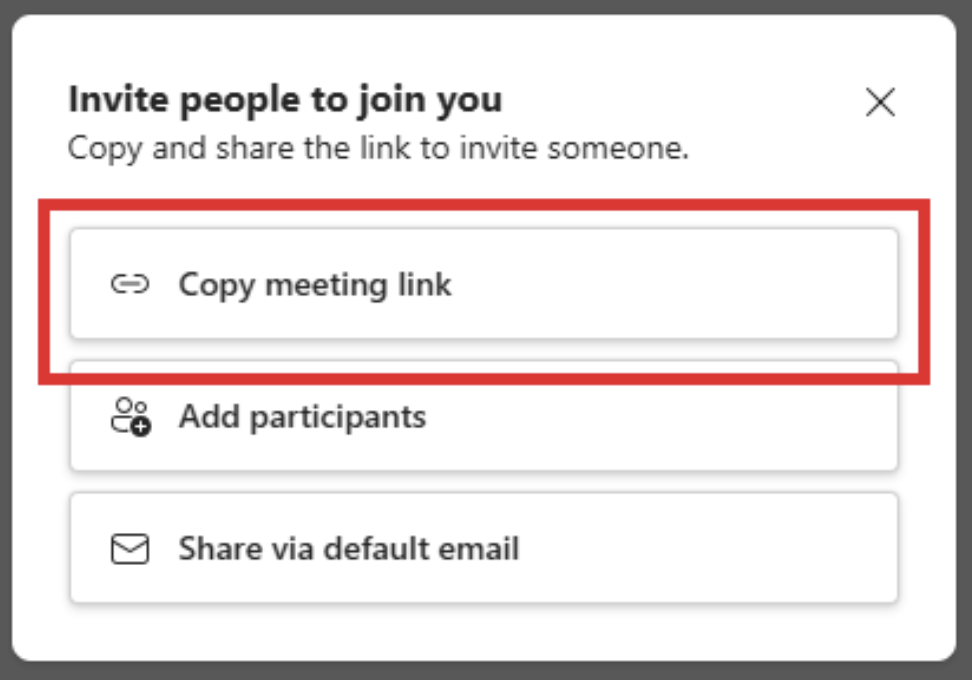 Invite people to join you
Copy and share the link to invite someone.
Copy meeting link
Add participants
Share via default email